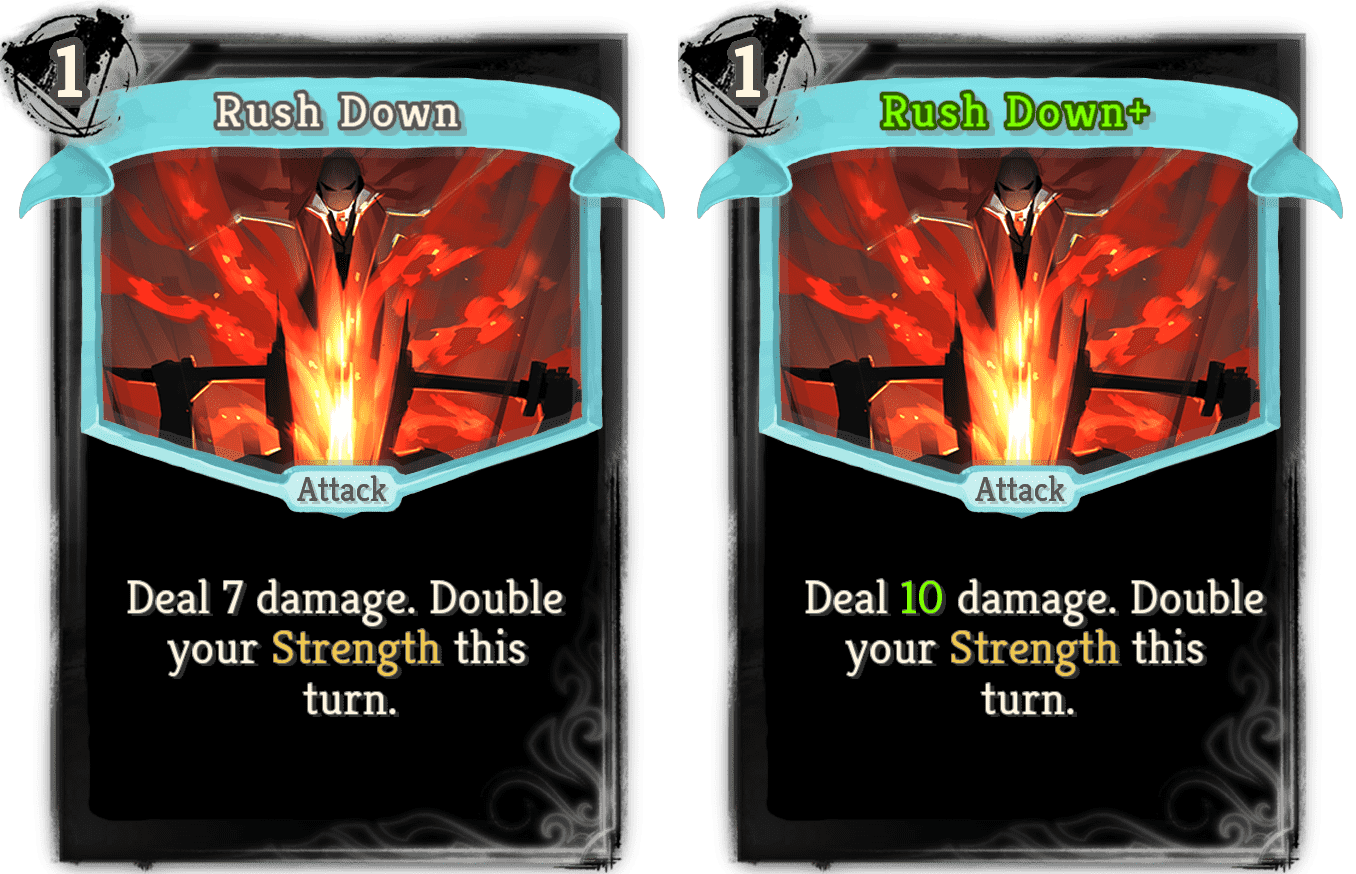 1
Rush Down
Attack
Deal 7 damage. Double
your Strength this
turn.
1
Rush Down+
Attack
Deal 10 damage. Double
your Strength this
turn.